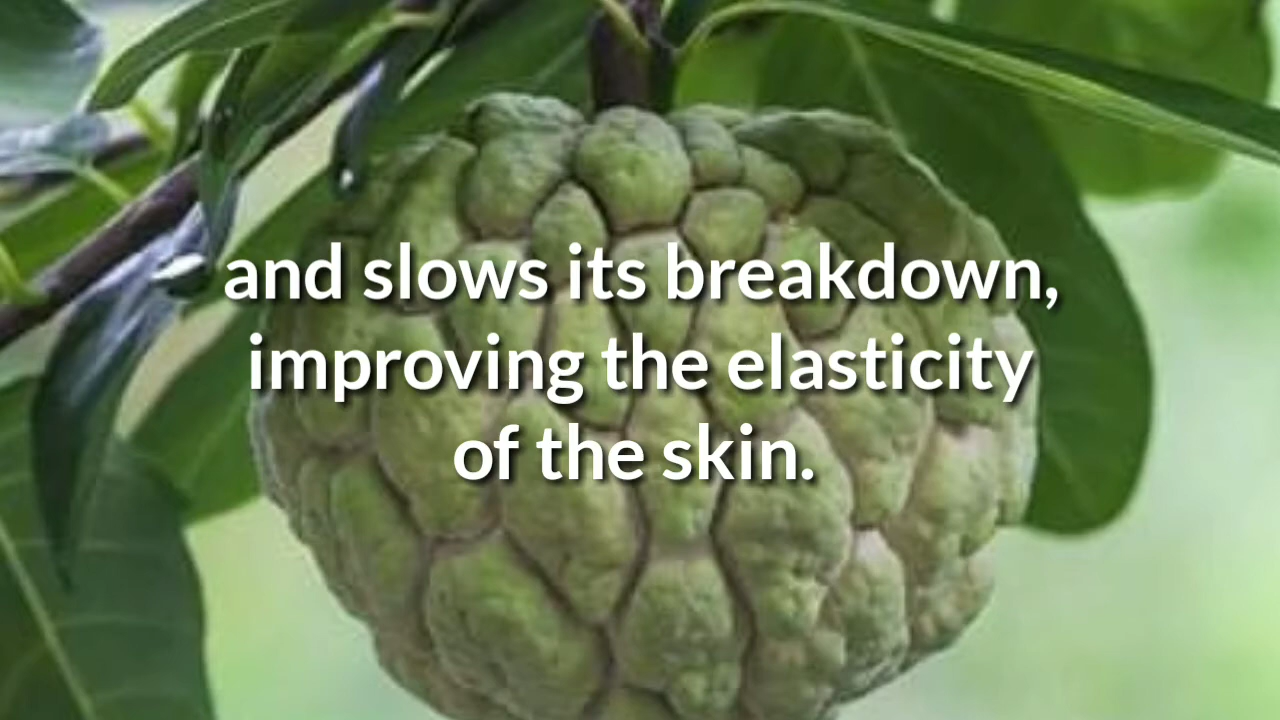 and slows its breakdown,
improving the elasticity
of the skin.